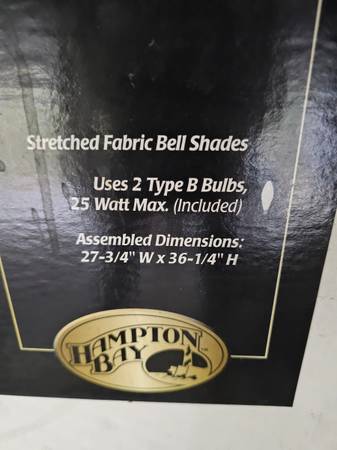 Stretched Fabric Bell Shades
Uses 2 Type B Bulbs,
25 Watt Max. (Included)
Assembled Dimensions:
27-3/4" W x 36-1/4" H
HAMPTON
BAY